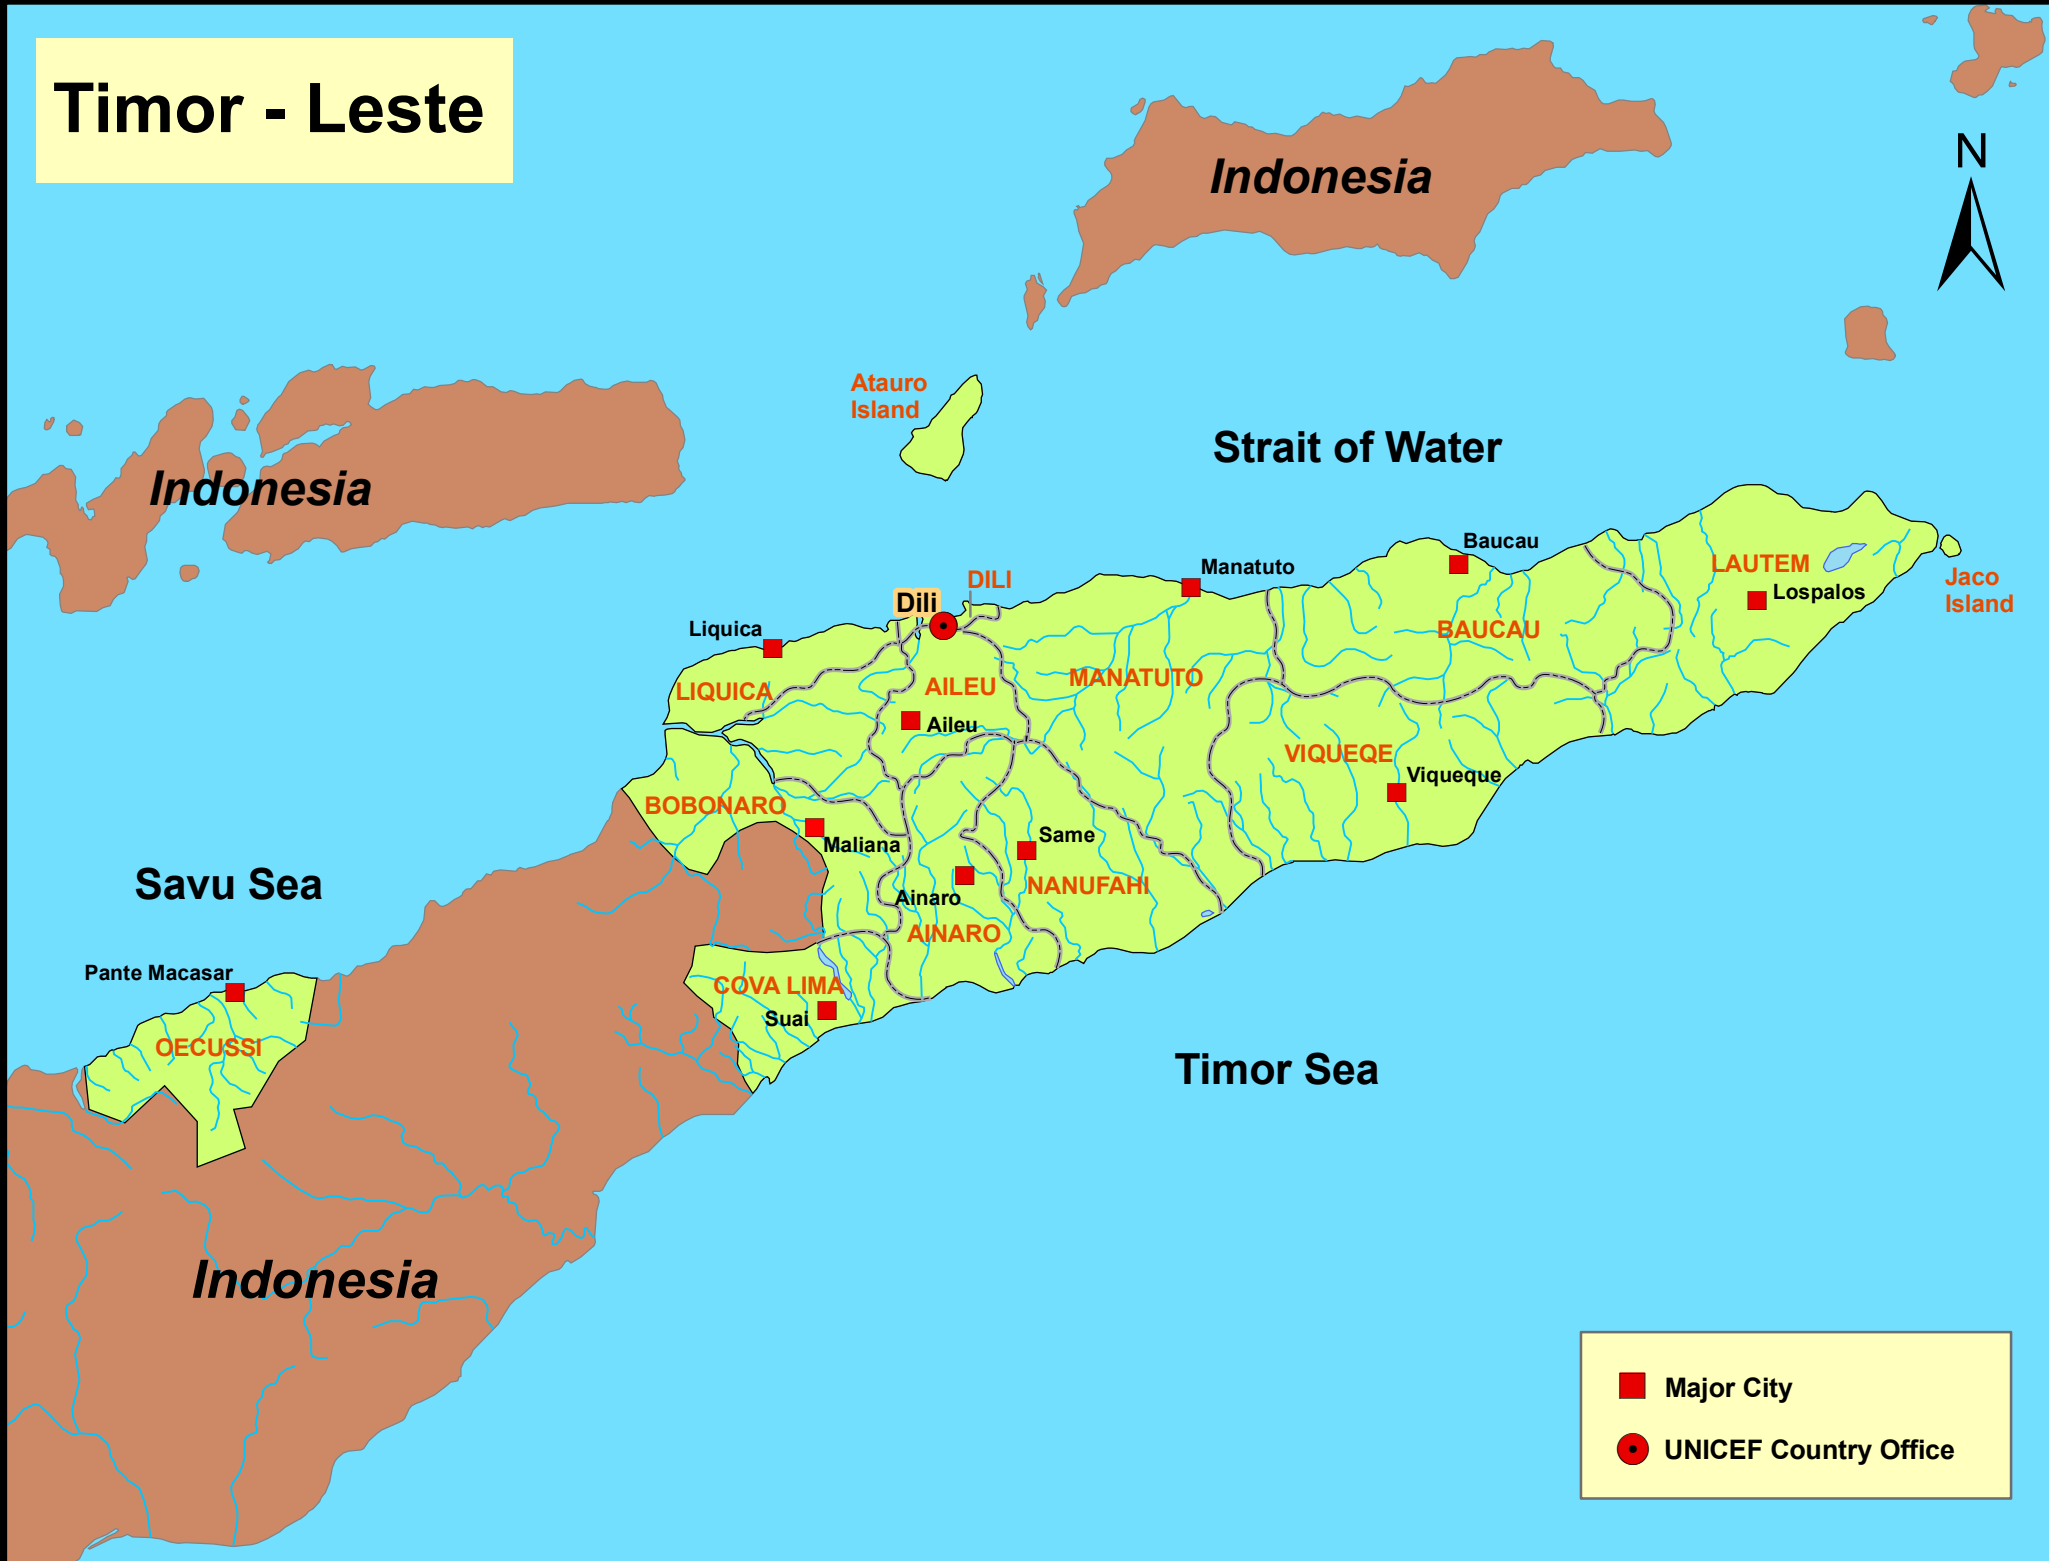 Timor - Leste
Indonesia
N
Atauro
Island
Strait of Water
Indonesia
Baucau
Manatuto
LAUTEM
Jaco
Island
DILI
Dili
Lospalos
Liquica
BAUCAU
LIQUICA
AILEU
MANATUTO
Aileu
VIQUEQE
Viqueque
BOBONARO
Maliana
Same
Savu Sea
Ainaro
NANUFAHI
AINARO
Pante Macasar
COVA LIMA
Suai
OECUSSI
Timor Sea
Indonesia
Major City
UNICEF Country Office